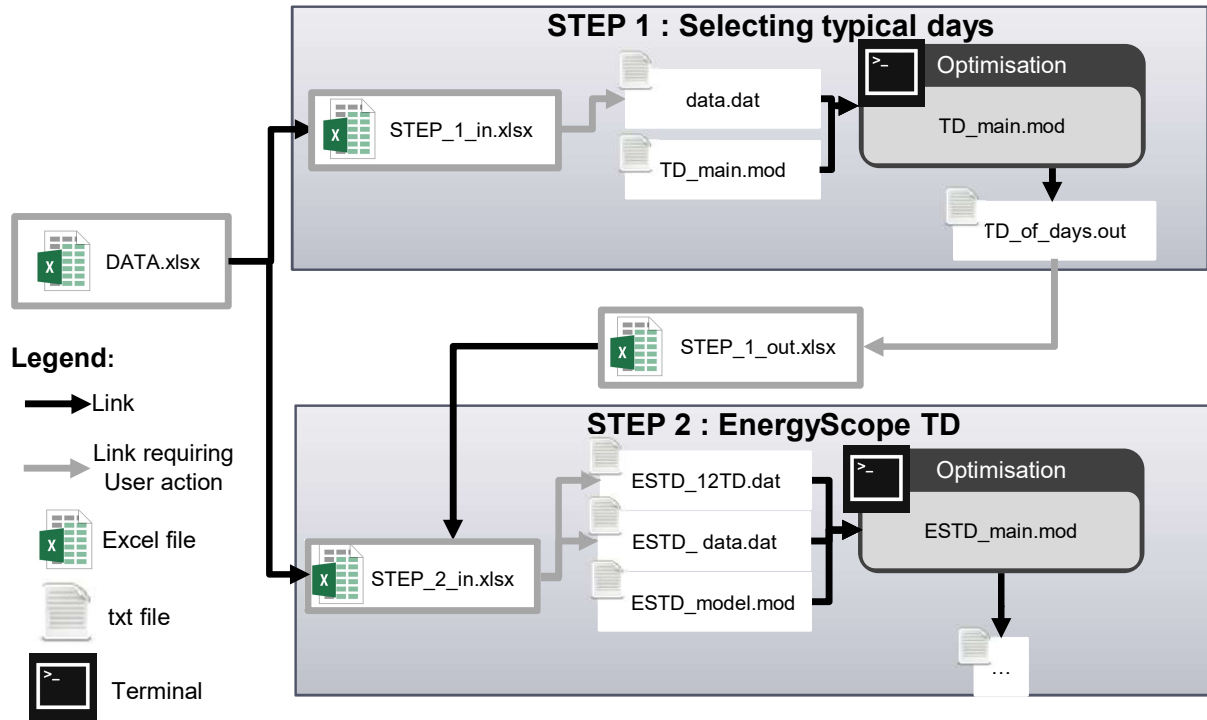 STEP 1 : Selecting typical days
>_
Optimisation
data.dat
STEP_1_in.xlsx
TD_main.mod
TD_main.mod
TD_of_days.out
DATA.xlsx
STEP_1_out.xlsx
Legend:
Link
Link requiring
User action
Excel file
txt file
>_
Terminal
STEP 2 : EnergyScope TD
>_
Optimisation
ESTD_12TD.dat
ESTD_ data.dat
ESTD_main.mod
STEP_2_in.xlsx
ESTD_model.mod
...